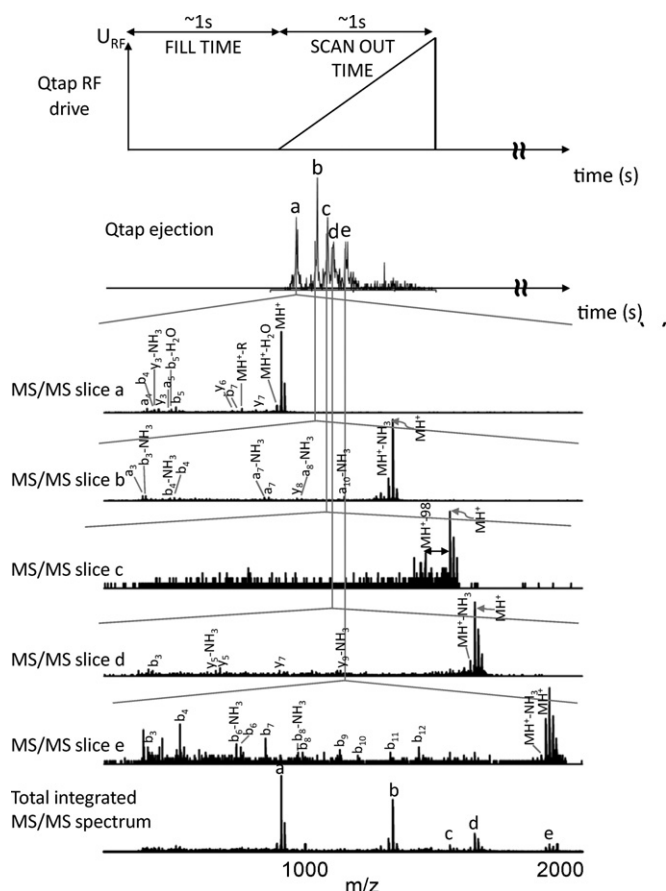 ~1s ~1s
U_RF FILL TIME SCAN OUT
TIME
Qtap RF
drive
time (s)
Qtap ejection
a b c d e
time (s)
MS/MS slice a
a₄ b₄ y₃-NH₃ y₃ a₅ b₅-H₂O b₅ y₆ b₇ MH⁺-R y₇ MH⁺-H₂O MH⁺
MS/MS slice b
a₃ b₃-NH₃ b₄-NH₃ b₄ a₇-NH₃ a₇ y₈ a₈-NH₃ a₁₀-NH₃ MH⁺-NH₃ MH⁺
MS/MS slice c
MH⁺-98 MH⁺
MS/MS slice d
b₃ y₅-NH₃ y₅ y₇ y₉-NH₃ MH⁺-NH₃ MH⁺
MS/MS slice e
b₃ b₄ b₆-NH₃ b₆ b₇ b₈-NH₃ b₈ b₉ b₁₀ b₁₁ b₁₂ MH⁺-NH₃ MH⁺
Total integrated
MS/MS spectrum
a b c d e
1000 2000
m/z